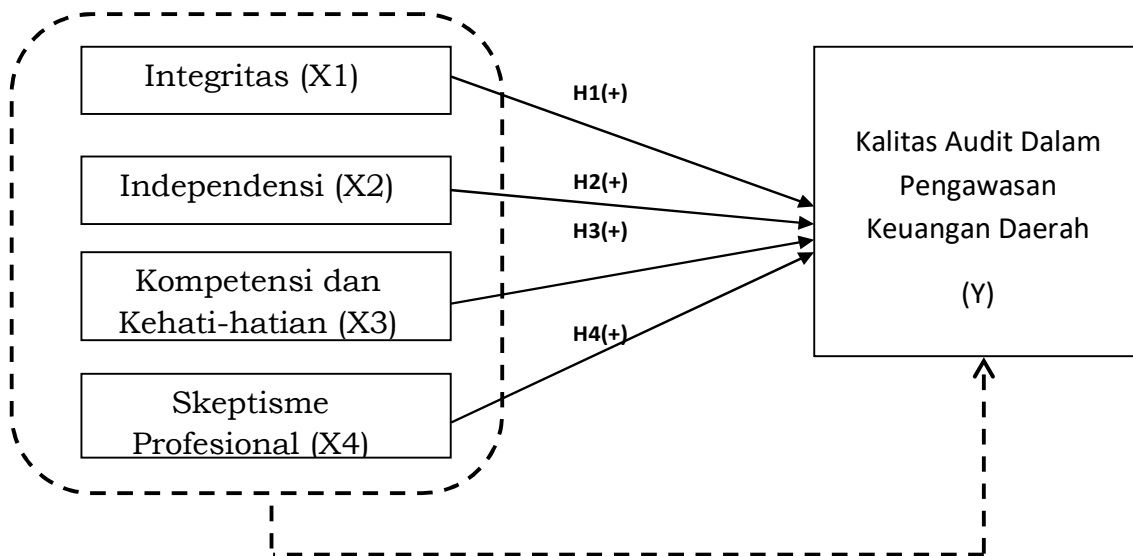 Integritas (X1)
Independensi (X2)
Kompetensi dan
Kehati-hatian (X3)
Skeptisme
Profesional (X4)
H1(+)
H2(+)
H3(+)
H4(+)
Kalitas Audit Dalam
Pengawasan
Keuangan Daerah
(Y)